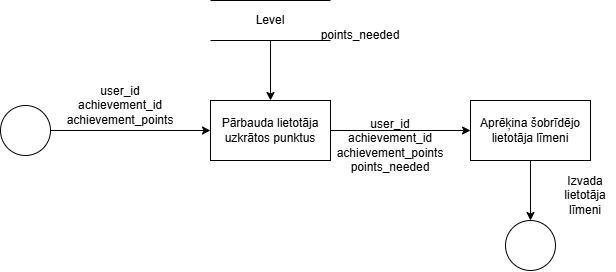 Level
points_needed
user_id
achievement_id
achievement_points
Pārbauda lietotāja
uzkrātos punktus
user_id
achievement_id
achievement_points
points_needed
Aprēķina šobrīdējo
lietotāja līmeni
Izvada
lietotāja
līmeni